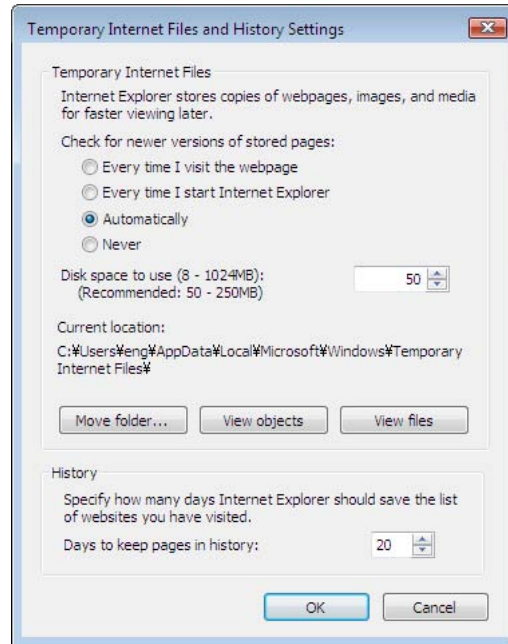 Temporary Internet Files and History Settings
Temporary Internet Files
Internet Explorer stores copies of webpages, images, and media
for faster viewing later.
Check for newer versions of stored pages:
Every time I visit the webpage
Every time I start Internet Explorer
Automatically
Never
Disk space to use (8 - 1024MB):
50
(Recommended: 50 - 250MB)
Current location:
C:¥Users¥eng¥AppData¥Local¥Microsoft¥Windows¥Temporary
Internet Files¥
Move folder... View objects View files
History
Specify how many days Internet Explorer should save the list
of websites you have visited.
Days to keep pages in history: 20
OK Cancel